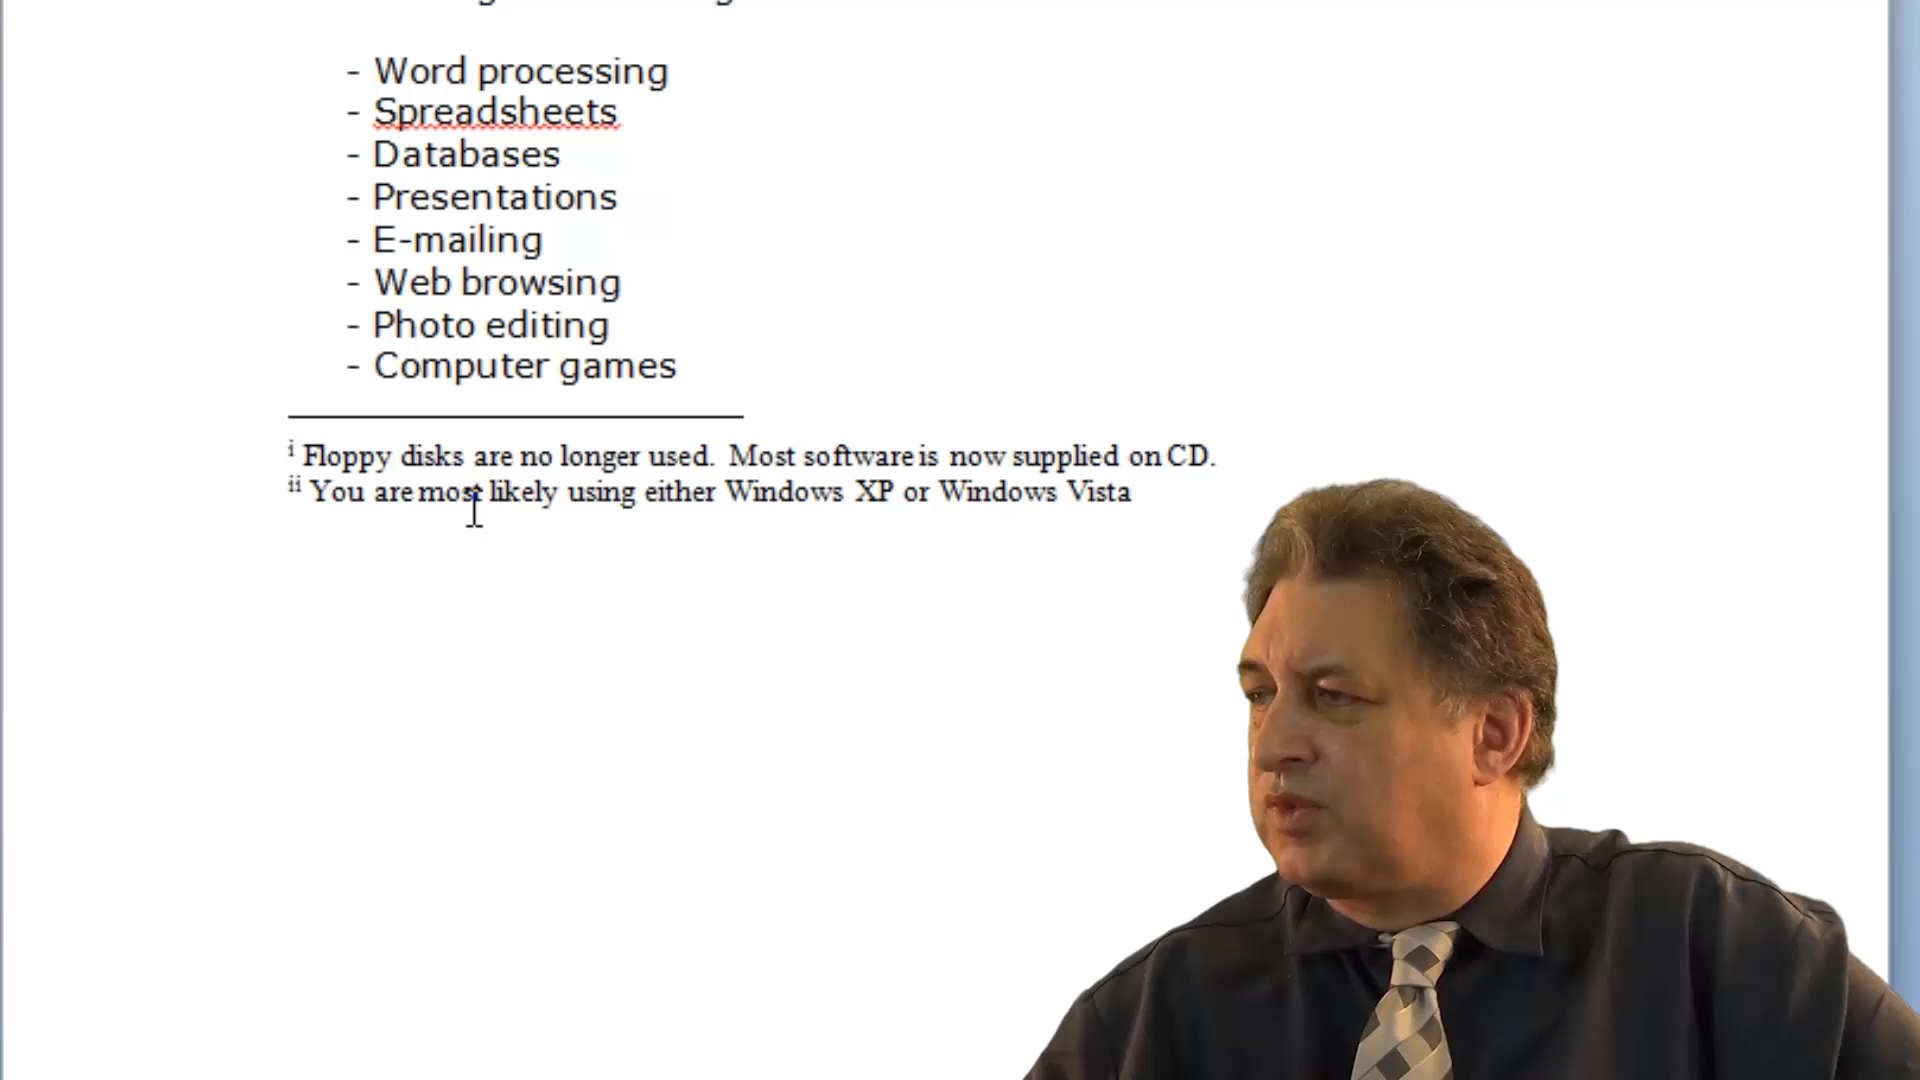 - Word processing
- Spreadsheets
- Databases
- Presentations
- E-mailing
- Web browsing
- Photo editing
- Computer games
i Floppy disks are no longer used. Most software is now supplied on CD.
ii You are most likely using either Windows XP or Windows Vista